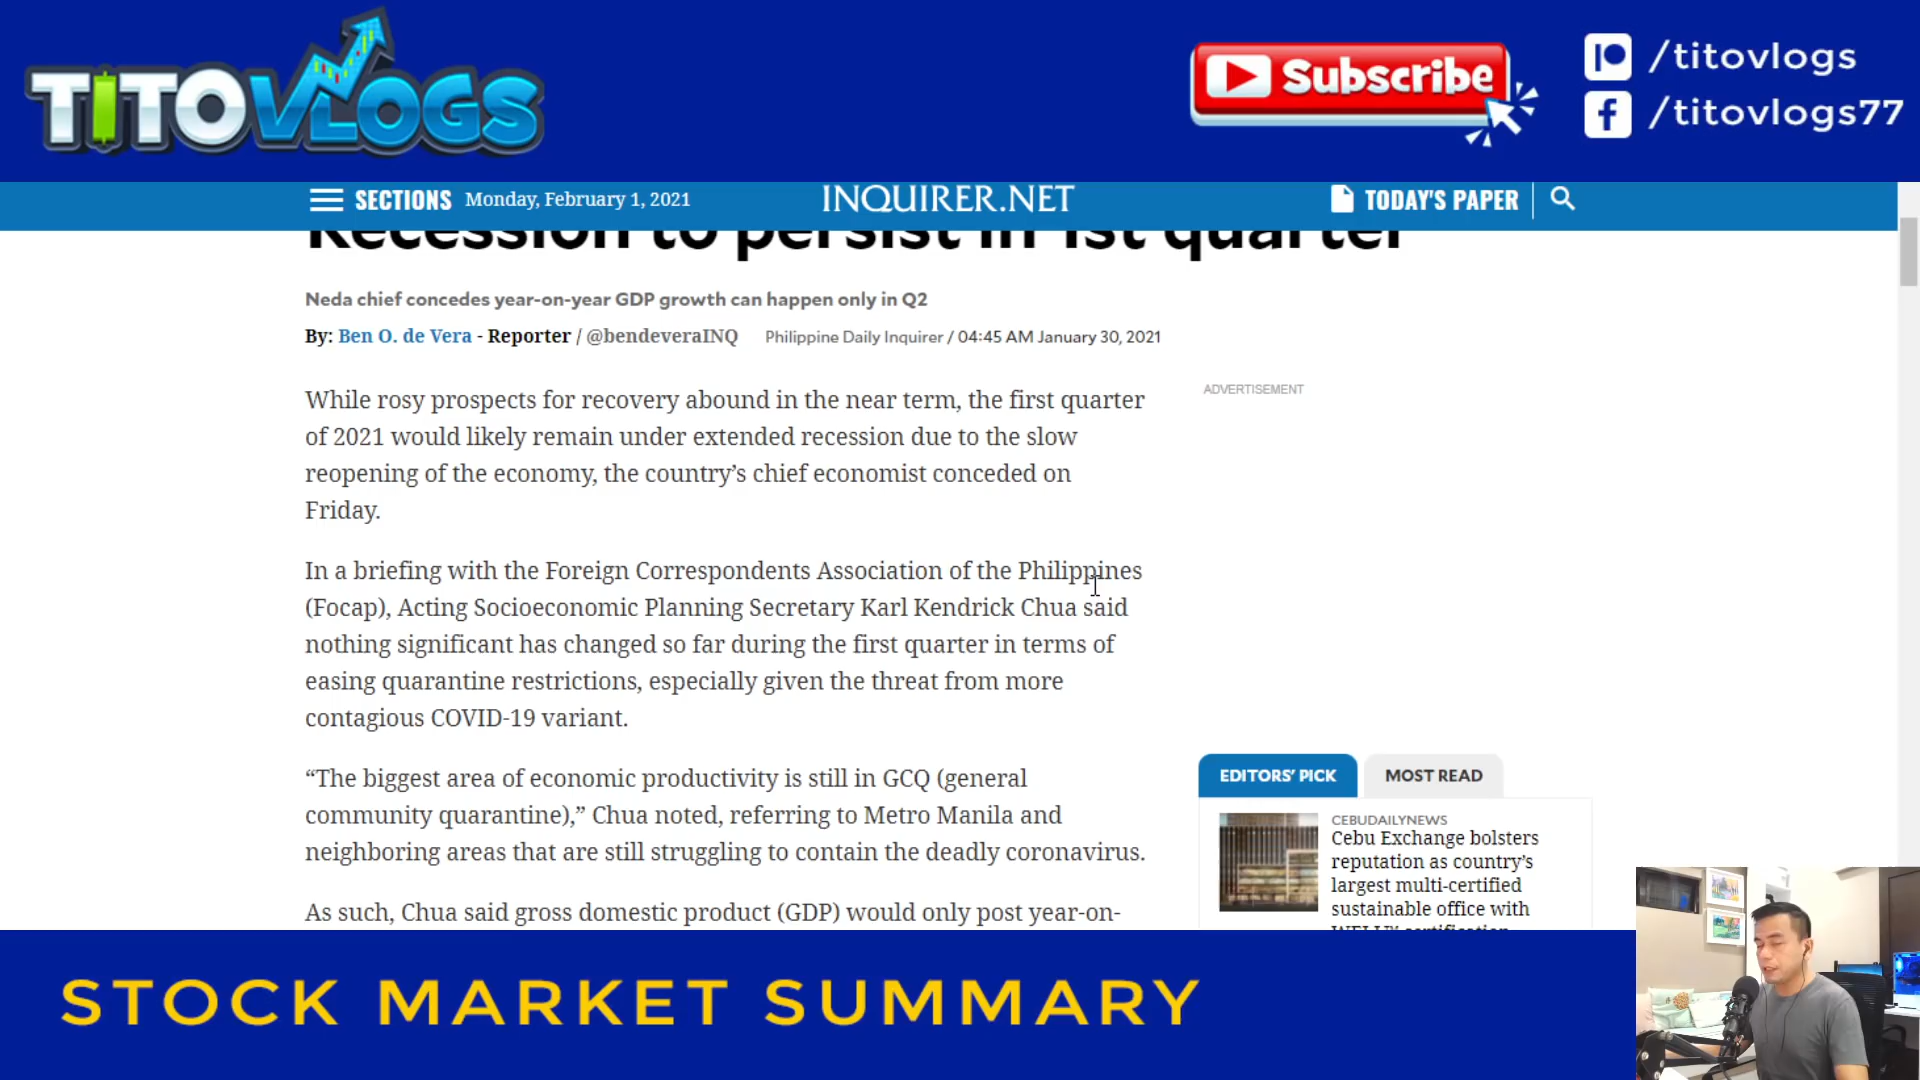 TITOVLOGS
Subscribe
/titovlogs
/titovlogs77
SECTIONS Monday, February 1, 2021
INQUIRER.NET
TODAY'S PAPER
Recession to persist in 1st quarter
Neda chief concedes year-on-year GDP growth can happen only in Q2
By: Ben O. de Vera - Reporter / @bendeveraINQ Philippine Daily Inquirer / 04:45 AM January 30, 2021
While rosy prospects for recovery abound in the near term, the first quarter
of 2021 would likely remain under extended recession due to the slow
reopening of the economy, the country’s chief economist conceded on
Friday.
In a briefing with the Foreign Correspondents Association of the Philippines
(Focap), Acting Socioeconomic Planning Secretary Karl Kendrick Chua said
nothing significant has changed so far during the first quarter in terms of
easing quarantine restrictions, especially given the threat from more
contagious COVID-19 variant.
“The biggest area of economic productivity is still in GCQ (general
community quarantine),” Chua noted, referring to Metro Manila and
neighboring areas that are still struggling to contain the deadly coronavirus.
As such, Chua said gross domestic product (GDP) would only post year-on-
ADVERTISEMENT
EDITORS' PICK
MOST READ
CEBUDAILYNEWS
Cebu Exchange bolsters
reputation as country’s
largest multi-certified
sustainable office with
STOCK MARKET SUMMARY